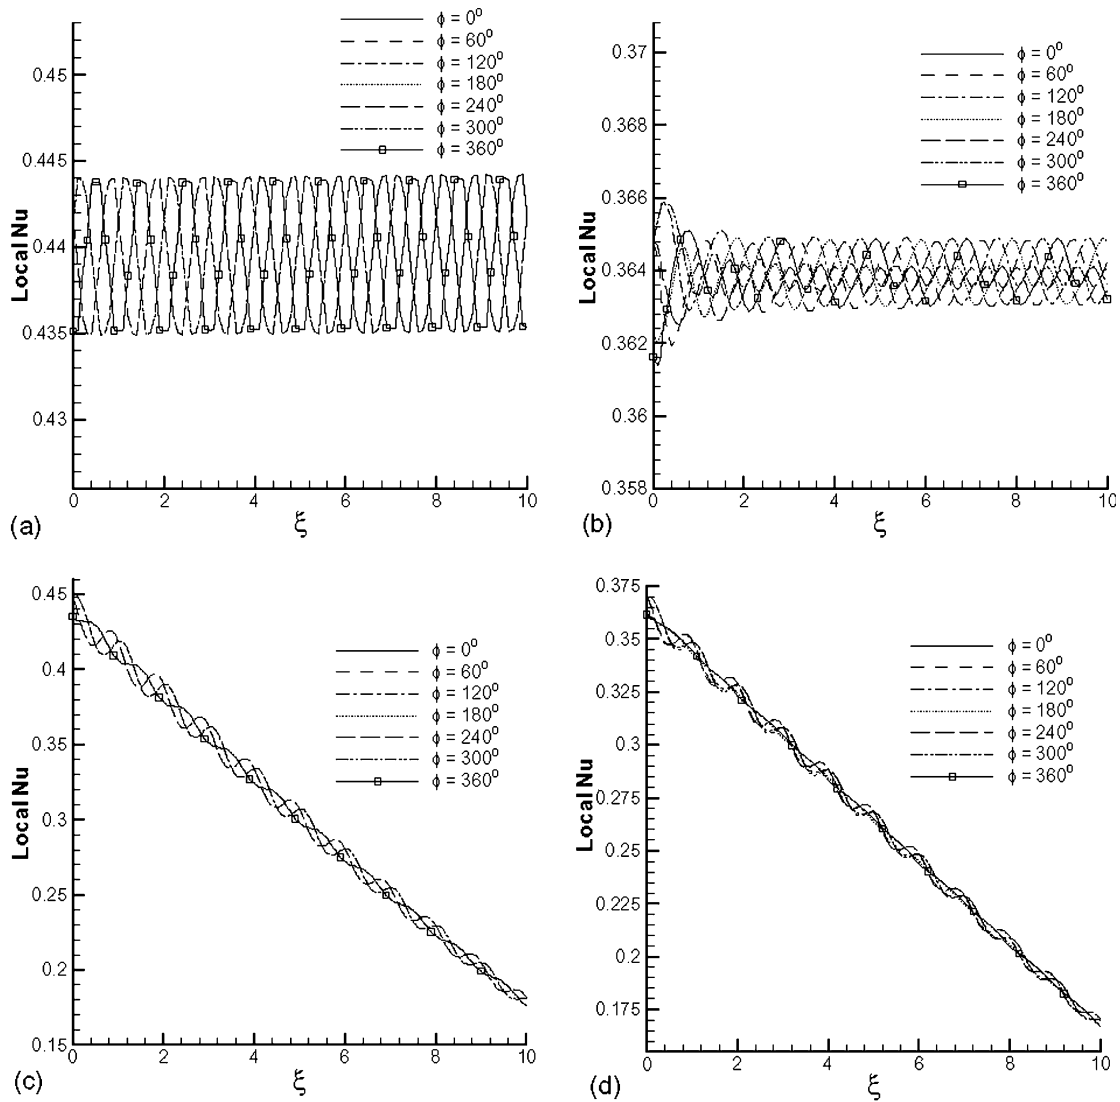 ϕ = 0⁰
ϕ = 60⁰
ϕ = 120⁰
ϕ = 180⁰
ϕ = 240⁰
ϕ = 300⁰
ϕ = 360⁰
0.45
0.445
0.44
0.435
0.43
Local Nu
0 2 4 6 8 10
ξ
(a)
ϕ = 0⁰
ϕ = 60⁰
ϕ = 120⁰
ϕ = 180⁰
ϕ = 240⁰
ϕ = 300⁰
ϕ = 360⁰
0.37
0.368
0.366
0.364
0.362
0.36
0.358
Local Nu
0 2 4 6 8 10
ξ
(b)
ϕ = 0⁰
ϕ = 60⁰
ϕ = 120⁰
ϕ = 180⁰
ϕ = 240⁰
ϕ = 300⁰
ϕ = 360⁰
0.45
0.4
0.35
0.3
0.25
0.2
0.15
Local Nu
0 2 4 6 8 10
ξ
(c)
ϕ = 0⁰
ϕ = 60⁰
ϕ = 120⁰
ϕ = 180⁰
ϕ = 240⁰
ϕ = 300⁰
ϕ = 360⁰
0.375
0.35
0.325
0.3
0.275
0.25
0.225
0.2
0.175
Local Nu
0 2 4 6 8 10
ξ
(d)